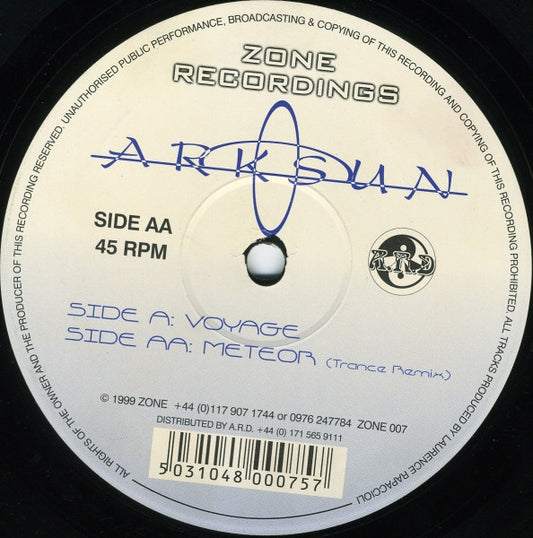 ALL RIGHTS OF THE OWNER AND THE PRODUCER OF THIS RECORDING RESERVED. UNAUTHORISED PUBLIC PERFORMANCE, BROADCASTING & COPYING OF THIS RECORDING AND COPYING OF THIS RECORDING PROHIBITED. ALL TRACKS PRODUCED BY LAURENCE RAPACCIOLI
ZONE
RECORDINGS
ARKSUN
SIDE AA
45 RPM
A.R.D
SIDE A: VOYAGE
SIDE AA: METEOR (Trance Remix)
© 1999 ZONE +44 (0)117 907 1744 or 0976 247784 ZONE 007
DISTRIBUTED BY A.R.D. +44 (0) 171 565 9111
5 031048 000757